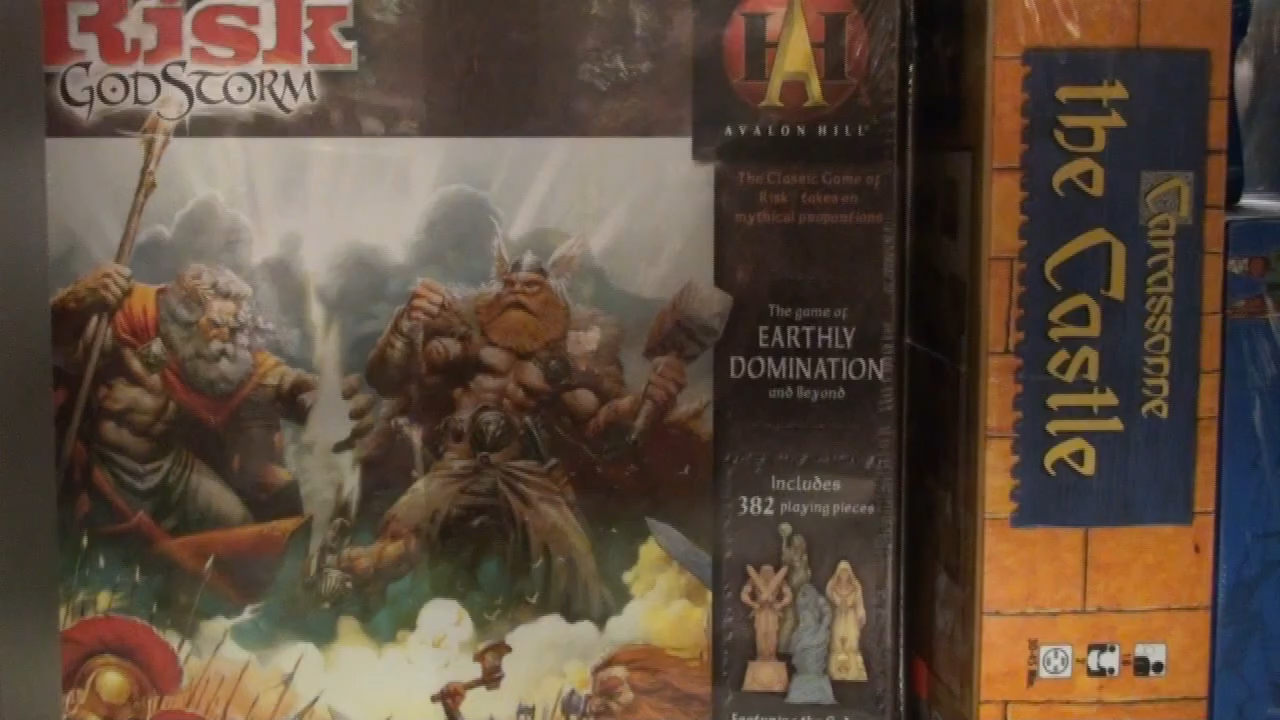 Risk
GODSTORM
AH
AVALON HILL
The Classic Game of
Risk takes on
mythical proportions
The game of
EARTHLY
DOMINATION
and Beyond
Includes
382 playing pieces
Carcassonne
the Castle